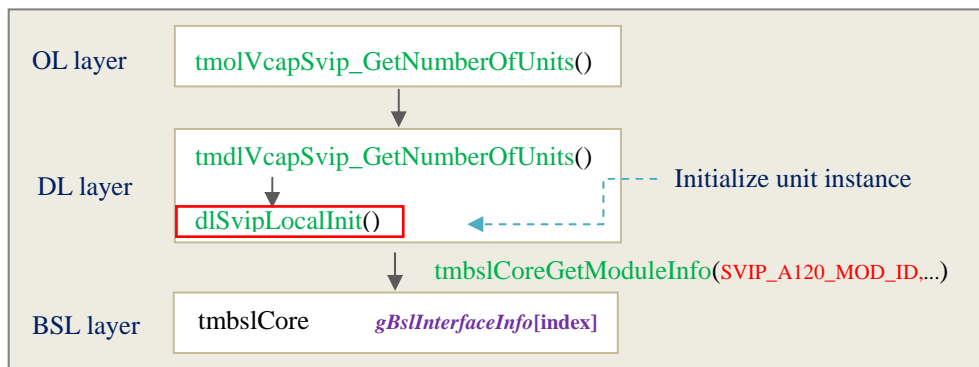 OL layer
tmolVcapSvip_GetNumberOfUnits()
tmdlVcapSvip_GetNumberOfUnits()
DL layer
Initialize unit instance
dlSvipLocalInit()
tmbslCoreGetModuleInfo(SVIP_A120_MOD_ID,...)
BSL layer
tmbslCore gBslInterfaceInfo[index]